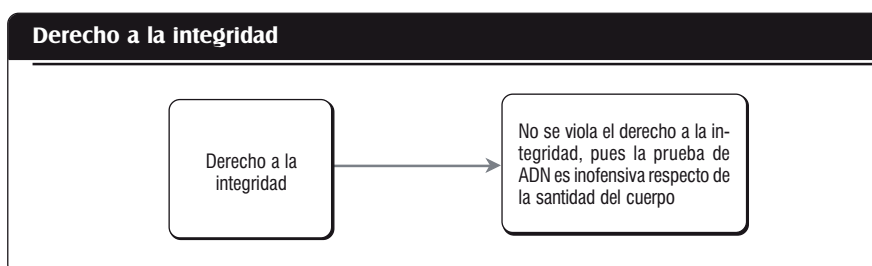 Derecho a la integridad
Derecho a la
integridad
No se viola el derecho a la in-
tegridad, pues la prueba de
ADN es inofensiva respecto de
la santidad del cuerpo